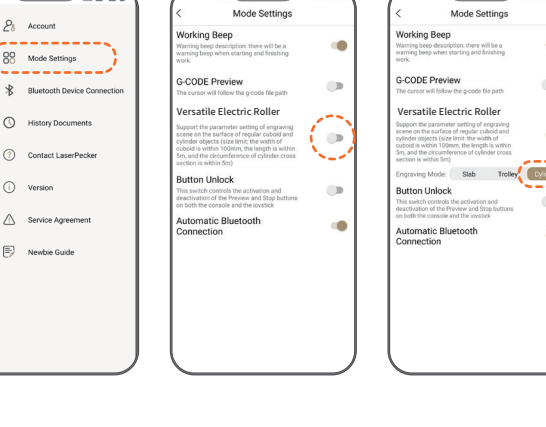 Account
Mode Settings
Bluetooth Device Connection
History Documents
Contact LaserPecker
Version
Service Agreement
Newbie Guide
Mode Settings
Working Beep
Warning beep description: there will be a
warning beep when starting and finishing
work.
G-CODE Preview
The cursor will follow the g-code file path
Versatile Electric Roller
Support the parameter setting of engraving
scene on the surface of regular cuboid and
cylinder objects (size limit: the width of
cuboid is within 100mm, the length is within
5m, and the circumference of cylinder cross
section is within 5m)
Button Unlock
This switch controls the activation and
deactivation of the Preview and Stop buttons
on both the console and the joystick
Automatic Bluetooth
Connection
Mode Settings
Working Beep
Warning beep description: there will be a
warning beep when starting and finishing
work.
G-CODE Preview
The cursor will follow the g-code file path
Versatile Electric Roller
Support the parameter setting of engraving
scene on the surface of regular cuboid and
cylinder objects (size limit: the width of
cuboid is within 100mm, the length is within
5m, and the circumference of cylinder cross
section is within 5m)
Engraving Mode: Slab Trolley
Button Unlock
This switch controls the activation and
deactivation of the Preview and Stop buttons
on both the console and the joystick
Automatic Bluetooth
Connection